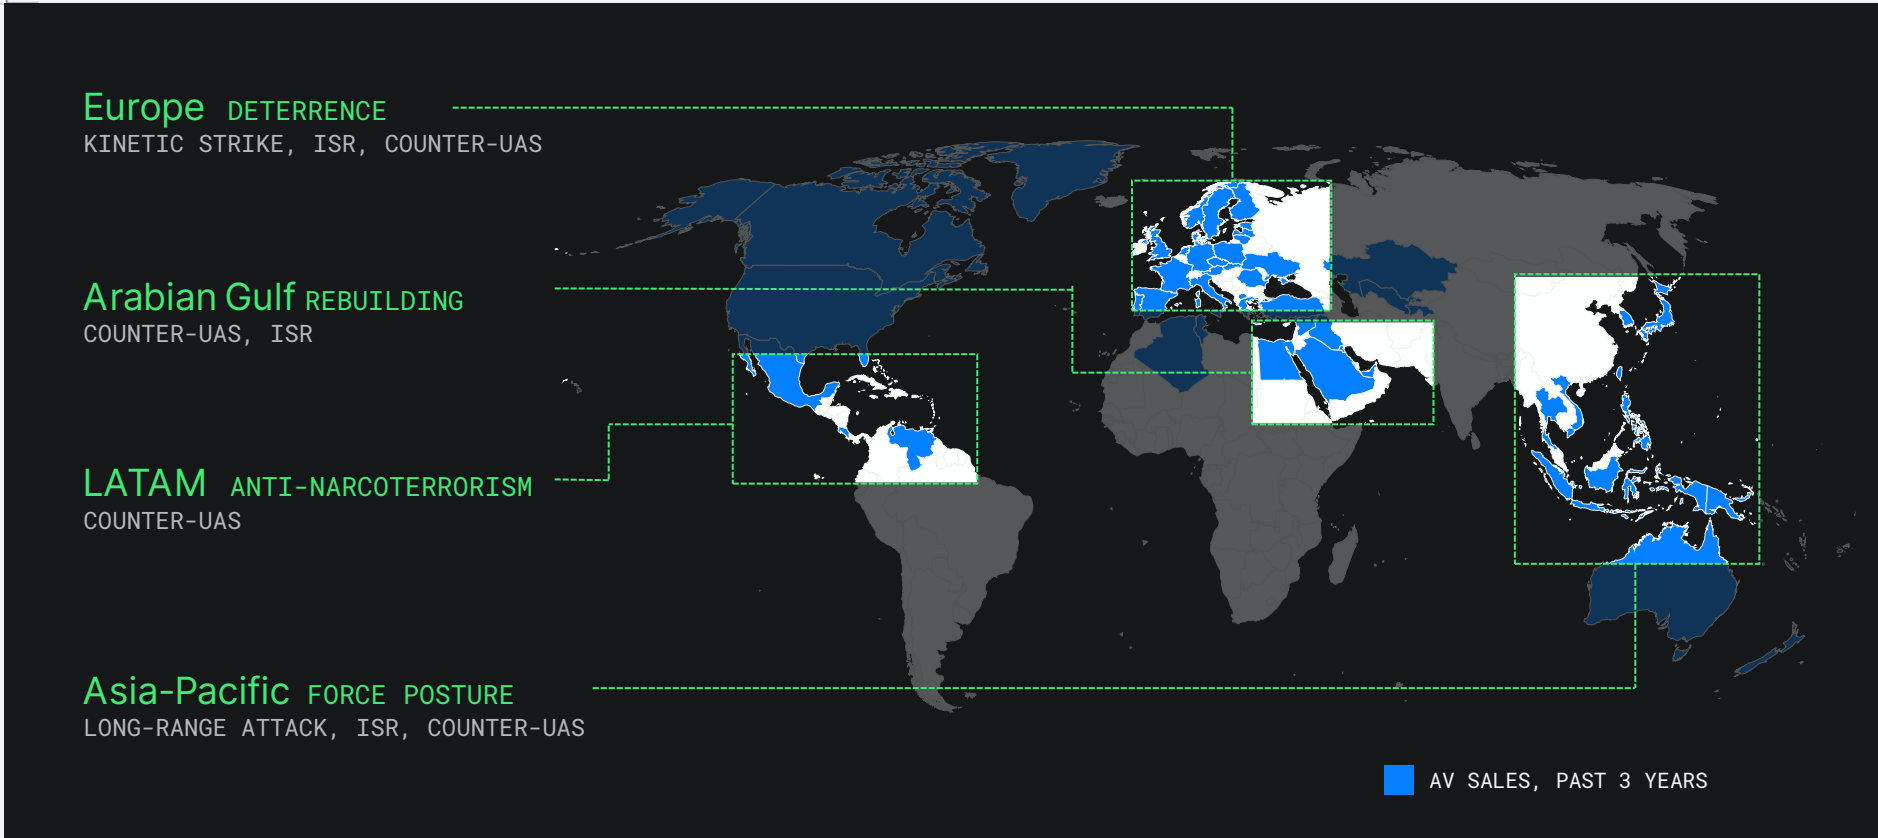 Europe DETERRENCE
KINETIC STRIKE, ISR, COUNTER-UAS
Arabian Gulf REBUILDING
COUNTER-UAS, ISR
LATAM ANTI-NARCOTERRORISM
COUNTER-UAS
Asia-Pacific FORCE POSTURE
LONG-RANGE ATTACK, ISR, COUNTER-UAS
AV SALES, PAST 3 YEARS